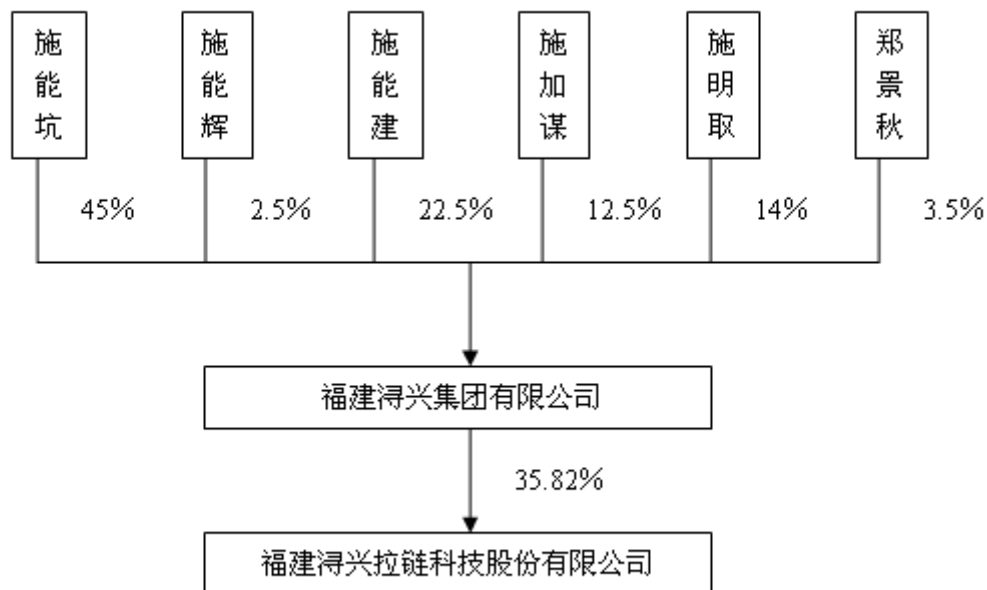 施能坑
施能辉
施能建
施加谋
施明取
郑景秋
45%
2.5%
22.5%
12.5%
14%
3.5%
福建浔兴集团有限公司
35.82%
福建浔兴拉链科技股份有限公司